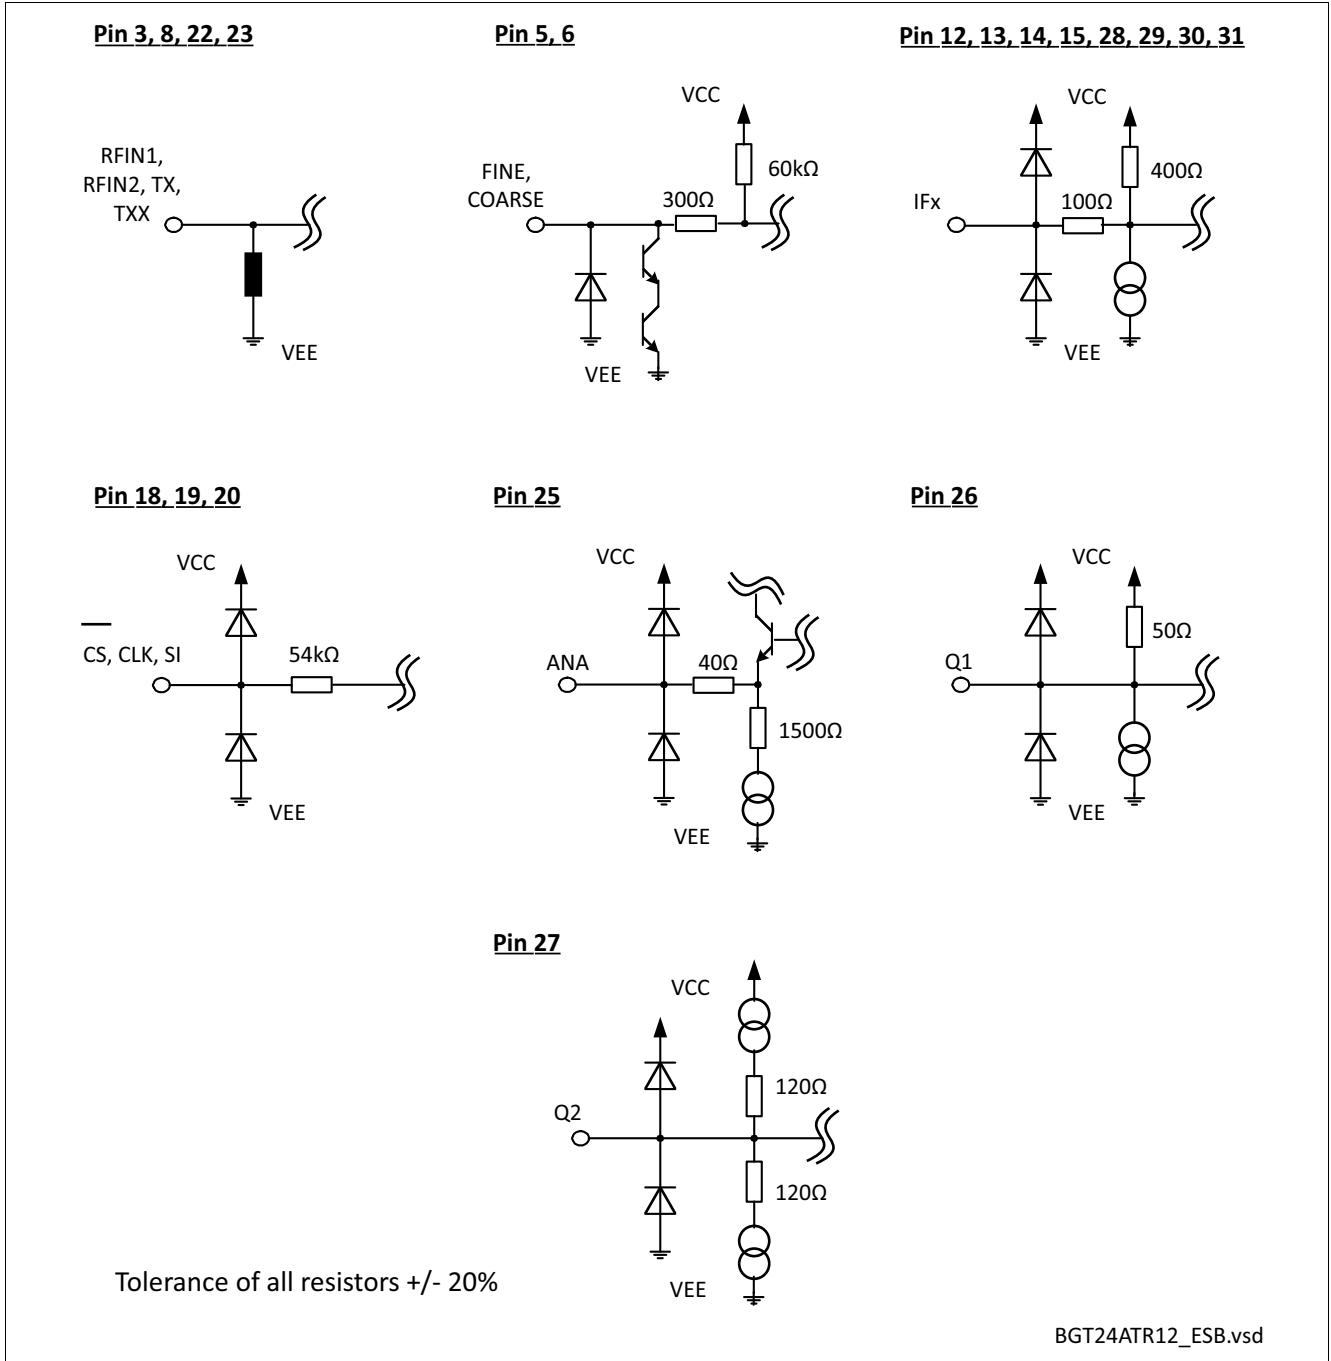 Pin 3, 8, 22, 23
RFIN1,
RFIN2, TX,
TXX
VEE
Pin 5, 6
VCC
60kΩ
300Ω
FINE,
COARSE
VEE
Pin 12, 13, 14, 15, 28, 29, 30, 31
VCC
400Ω
100Ω
IFx
VEE
Pin 18, 19, 20
VCC
CS, CLK, SI
54kΩ
VEE
Pin 25
VCC
ANA
40Ω
1500Ω
VEE
Pin 26
VCC
50Ω
Q1
VEE
Pin 27
VCC
120Ω
Q2
120Ω
VEE
Tolerance of all resistors +/- 20%
BGT24ATR12_ESB.vsd